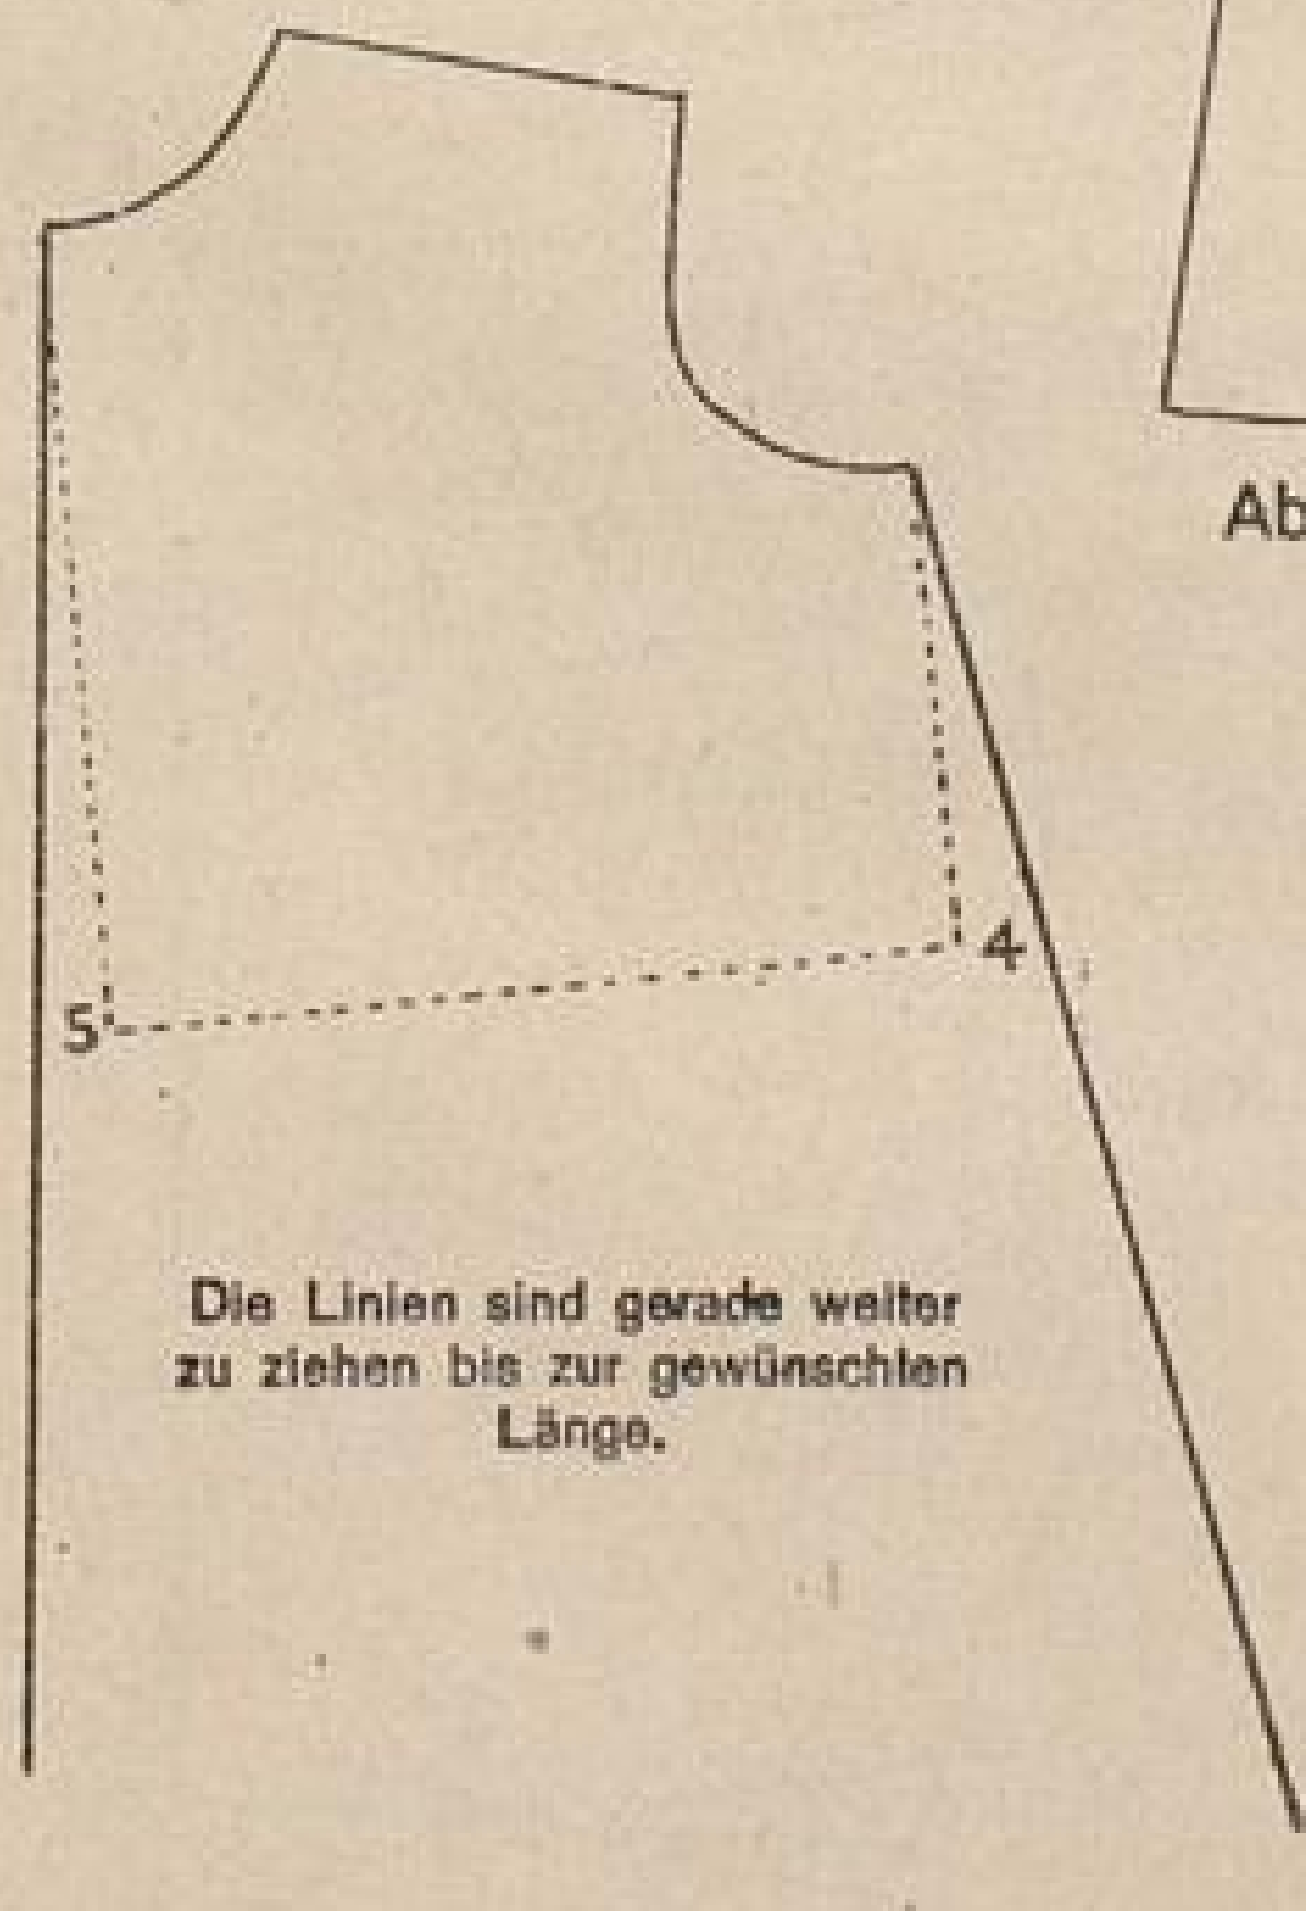 Ab
4
5
Die Linien sind gerade weiter
zu ziehen bis zur gewünschten
Länge.